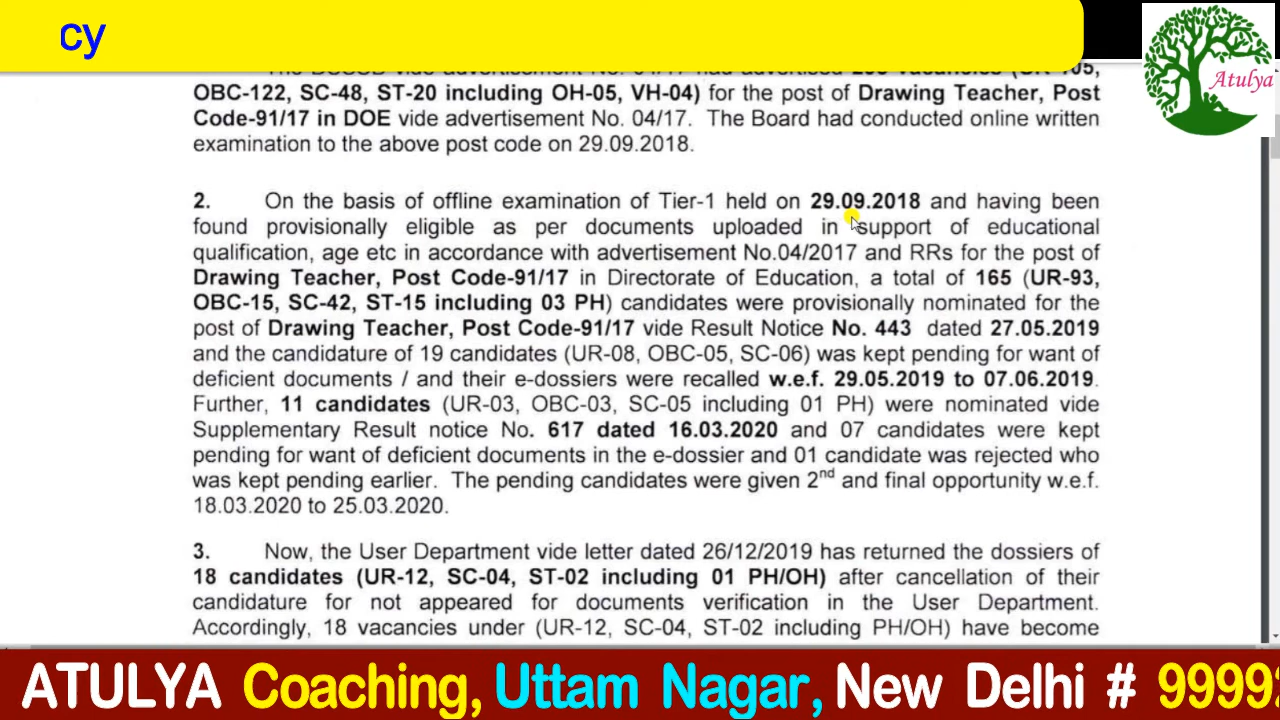 cy
Atulya
OBC-122, SC-48, ST-20 including OH-05, VH-04) for the post of Drawing Teacher, Post
Code-91/17 in DOE vide advertisement No. 04/17. The Board had conducted online written
examination to the above post code on 29.09.2018.
2. On the basis of offline examination of Tier-1 held on 29.09.2018 and having been
found provisionally eligible as per documents uploaded in support of educational
qualification, age etc in accordance with advertisement No.04/2017 and RRs for the post of
Drawing Teacher, Post Code-91/17 in Directorate of Education, a total of 165 (UR-93,
OBC-15, SC-42, ST-15 including 03 PH) candidates were provisionally nominated for the
post of Drawing Teacher, Post Code-91/17 vide Result Notice No. 443 dated 27.05.2019
and the candidature of 19 candidates (UR-08, OBC-05, SC-06) was kept pending for want of
deficient documents / and their e-dossiers were recalled w.e.f. 29.05.2019 to 07.06.2019.
Further, 11 candidates (UR-03, OBC-03, SC-05 including 01 PH) were nominated vide
Supplementary Result notice No. 617 dated 16.03.2020 and 07 candidates were kept
pending for want of deficient documents in the e-dossier and 01 candidate was rejected who
was kept pending earlier. The pending candidates were given 2nd and final opportunity w.e.f.
18.03.2020 to 25.03.2020.
3. Now, the User Department vide letter dated 26/12/2019 has returned the dossiers of
18 candidates (UR-12, SC-04, ST-02 including 01 PH/OH) after cancellation of their
candidature for not appeared for documents verification in the User Department.
Accordingly, 18 vacancies under (UR-12, SC-04, ST-02 including PH/OH) have become
ATULYA Coaching, Uttam Nagar, New Delhi # 9999